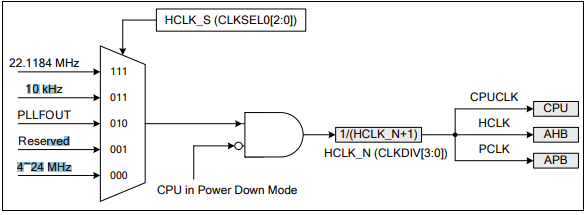 HCLK_S (CLKSEL0[2:0])
22.1184 MHz
111
10 kHz
011
PLLFOUT
010
Reserved
001
4~24 MHz
000
CPU in Power Down Mode
1/(HCLK_N+1)
HCLK_N (CLKDIV[3:0])
CPUCLK
CPU
HCLK
AHB
PCLK
APB